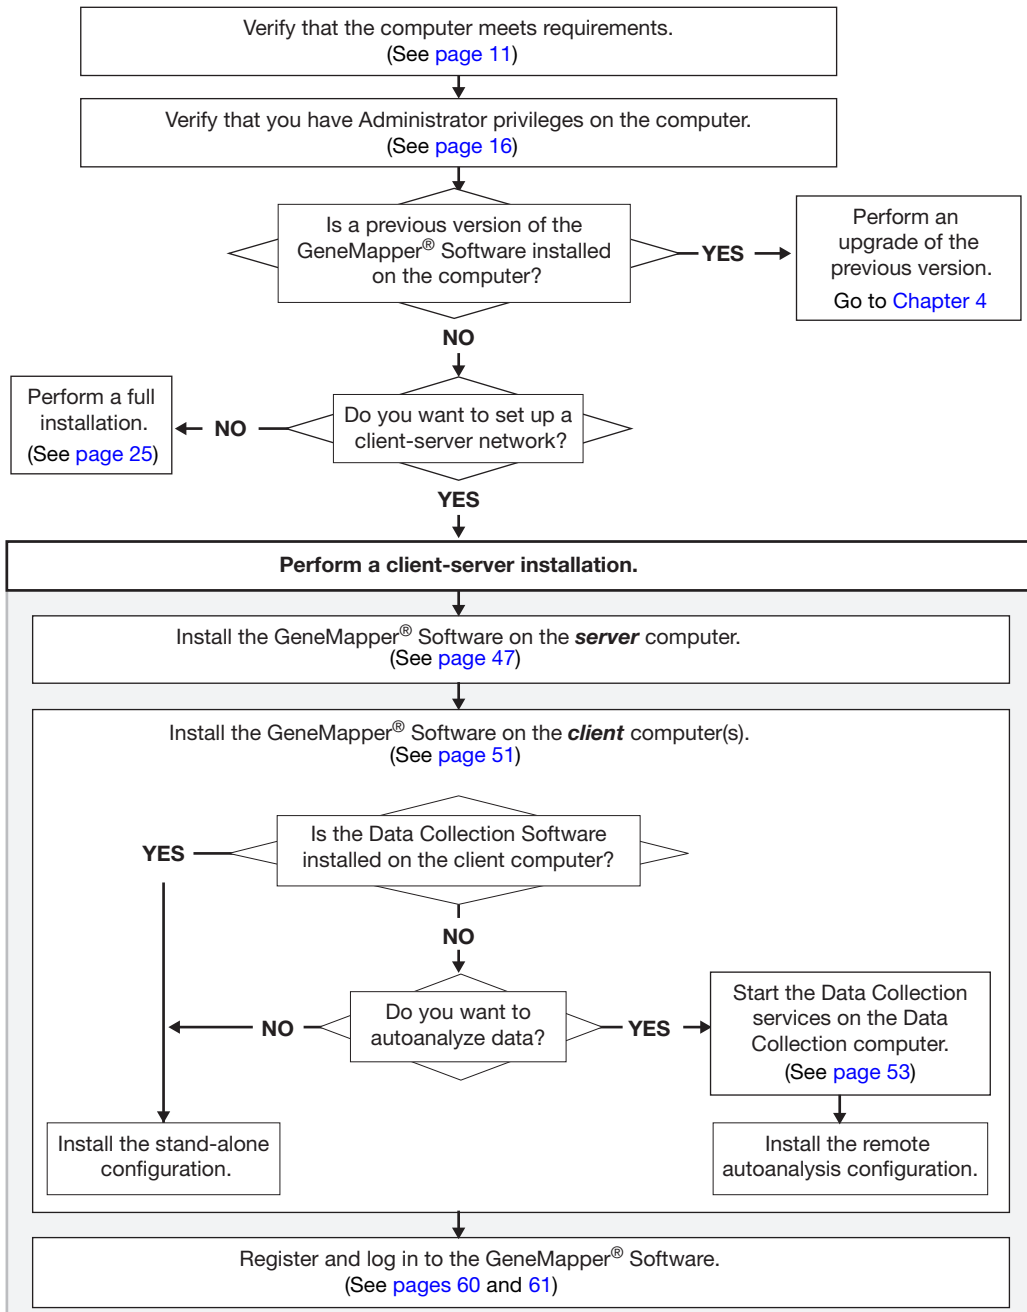 Verify that the computer meets requirements.
(See page 11)
Verify that you have Administrator privileges on the computer.
(See page 16)
Is a previous version of the
GeneMapper® Software installed
on the computer?
YES
Perform an
upgrade of the
previous version.
Go to Chapter 4
NO
Do you want to set up a
client-server network?
NO
Perform a full
installation.
(See page 25)
YES
Perform a client-server installation.
Install the GeneMapper® Software on the server computer.
(See page 47)
Install the GeneMapper® Software on the client computer(s).
(See page 51)
Is the Data Collection Software
installed on the client computer?
YES
NO
Do you want to
autoanalyze data?
NO
YES
Start the Data Collection
services on the Data
Collection computer.
(See page 53)
Install the stand-alone
configuration.
Install the remote
autoanalysis configuration.
Register and log in to the GeneMapper® Software.
(See pages 60 and 61)